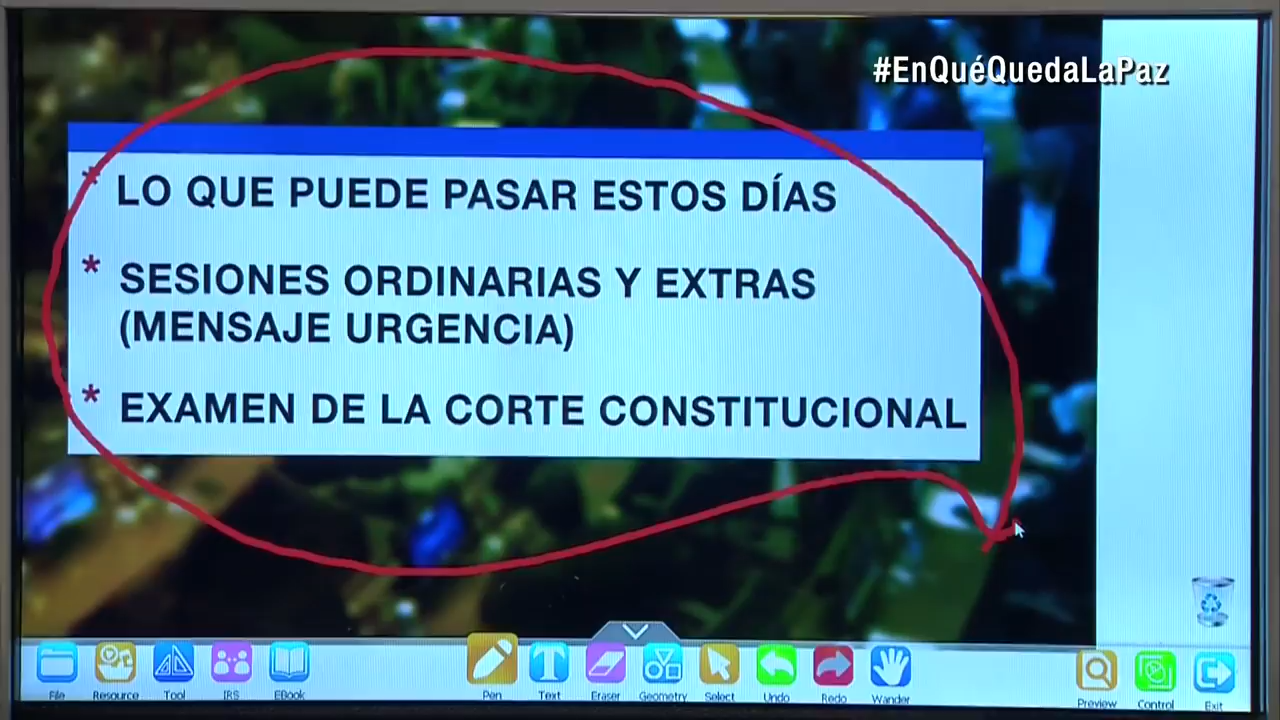 #EnQuéQuedaLaPaz
* LO QUE PUEDE PASAR ESTOS DÍAS
* SESIONES ORDINARIAS Y EXTRAS
(MENSAJE URGENCIA)
* EXAMEN DE LA CORTE CONSTITUCIONAL
File Resource Tool IRS EBook Pen Text Eraser Geometry Select Undo Redo Wander Preview Control Exit